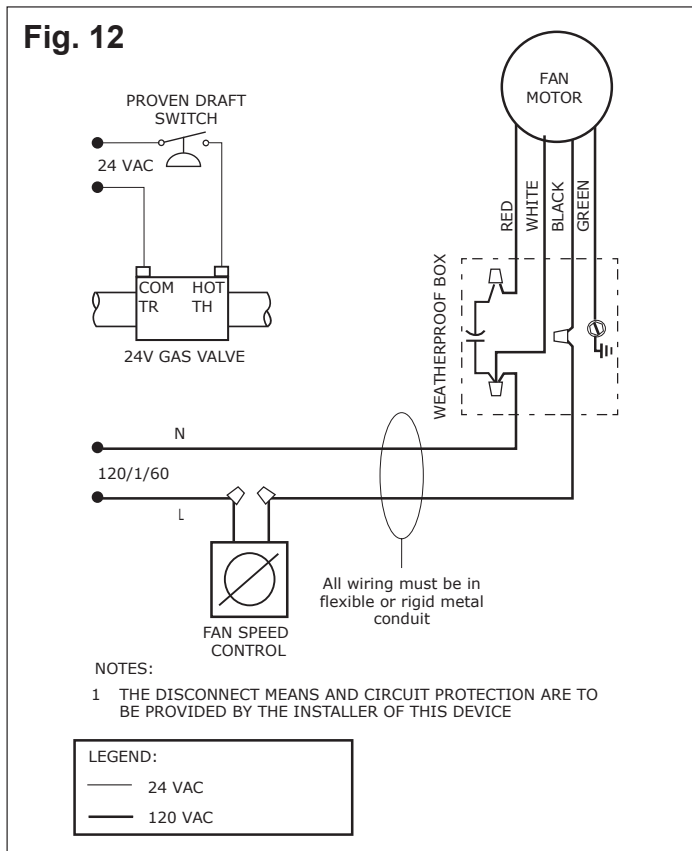 Fig. 12
FAN
MOTOR
PROVEN DRAFT
SWITCH
24 VAC
RED
WHITE
BLACK
GREEN
COM HOT
TR TH
24V GAS VALVE
WEATHERPROOF BOX
N
120/1/60
L
All wiring must be in
flexible or rigid metal
conduit
FAN SPEED
CONTROL
NOTES:
1 THE DISCONNECT MEANS AND CIRCUIT PROTECTION ARE TO
BE PROVIDED BY THE INSTALLER OF THIS DEVICE
LEGEND:
24 VAC
120 VAC